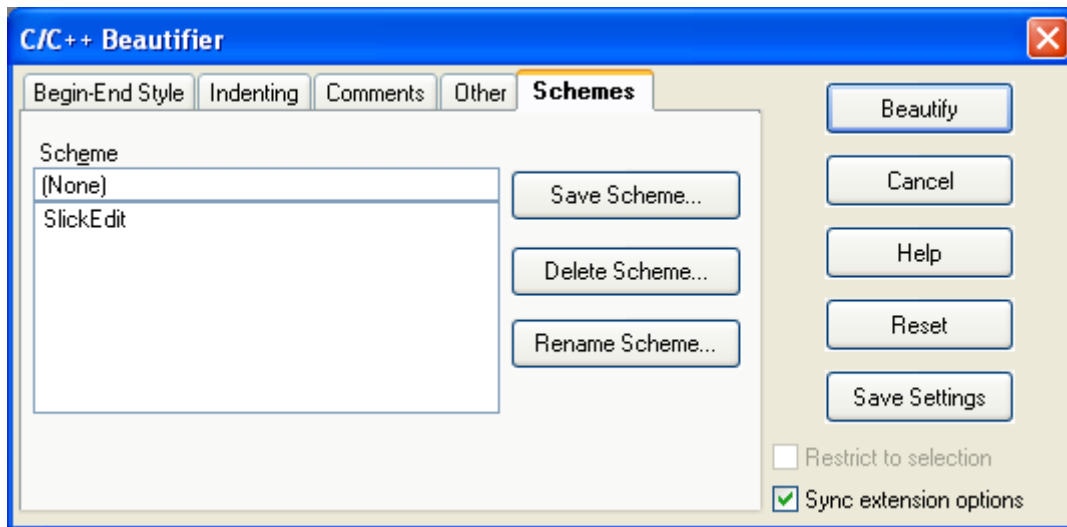 C/C++ Beautifier
Begin-End Style Indenting Comments Other Schemes
Scheme
(None)
SlickEdit
Save Scheme...
Delete Scheme...
Rename Scheme...
Beautify
Cancel
Help
Reset
Save Settings
Restrict to selection
Sync extension options